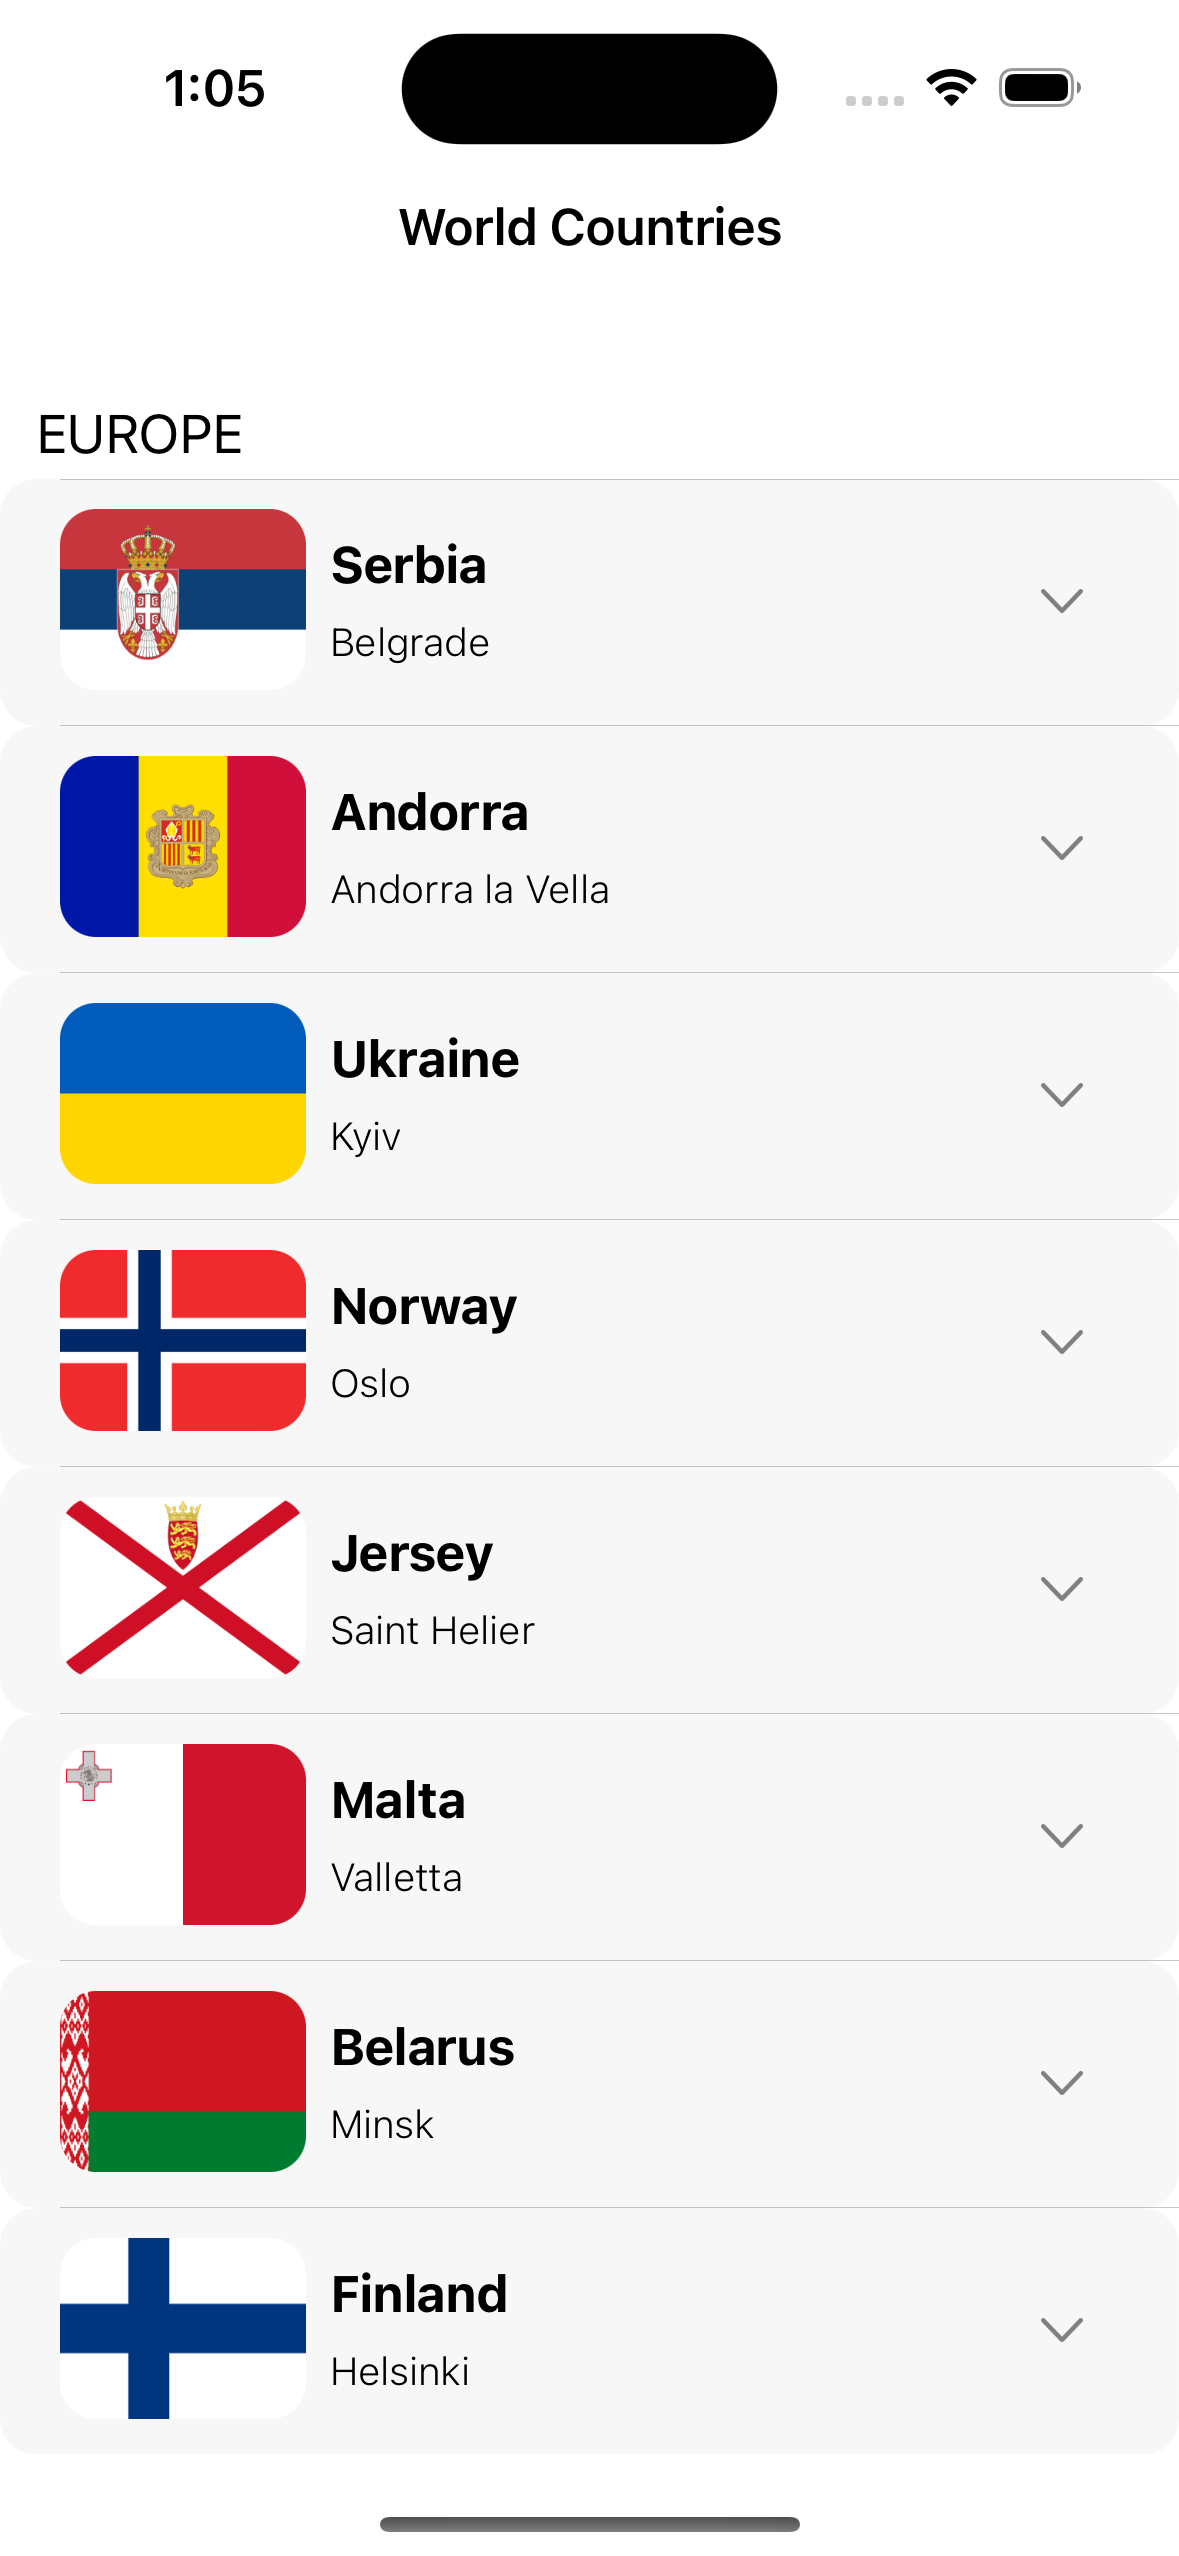 1:05
World Countries
EUROPE
Serbia
Belgrade
Andorra
Andorra la Vella
Ukraine
Kyiv
Norway
Oslo
Jersey
Saint Helier
Malta
Valletta
Belarus
Minsk
Finland
Helsinki